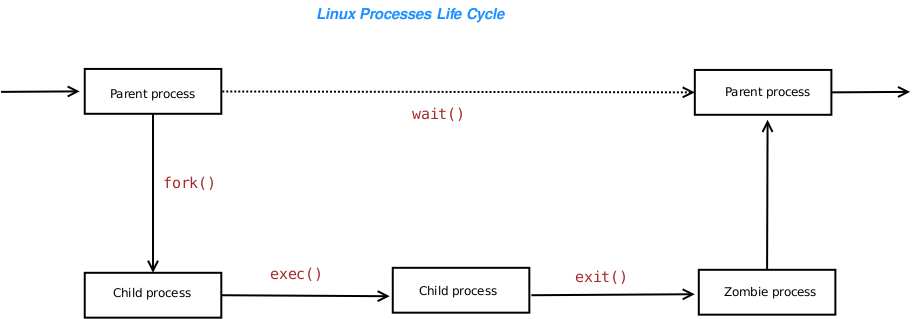 Linux Processes Life Cycle
Parent process
Parent process
wait()
fork()
Child process
exec()
Child process
exit()
Zombie process